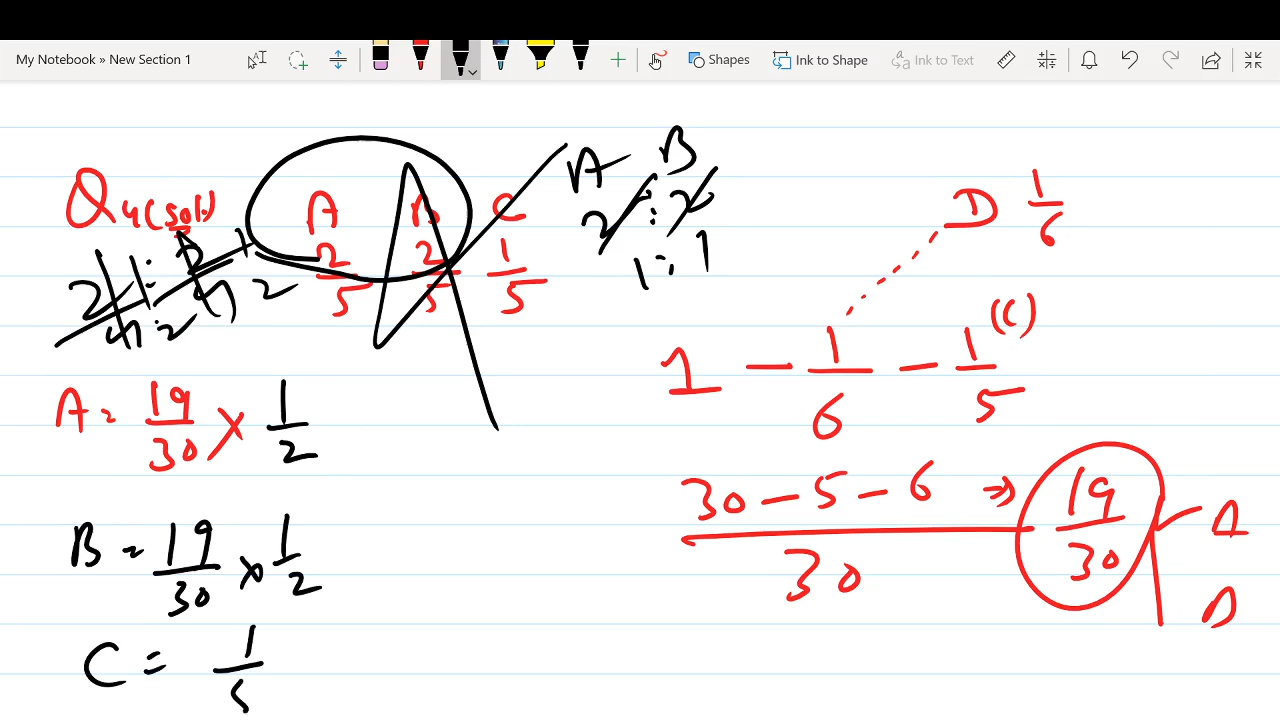 My Notebook » New Section 1
Shapes
Ink to Shape
Ink to Text
Q4(sol:)
A B C
2/5 2/5 1/5
A B
2 : 2
1 : 1
D 1/6
1 - 1/6 - 1/5 (C)
A = 19/30 × 1/2
30 - 5 - 6 ⇒ 19/30
30
B = 19/30 × 1/2
C = 1/5